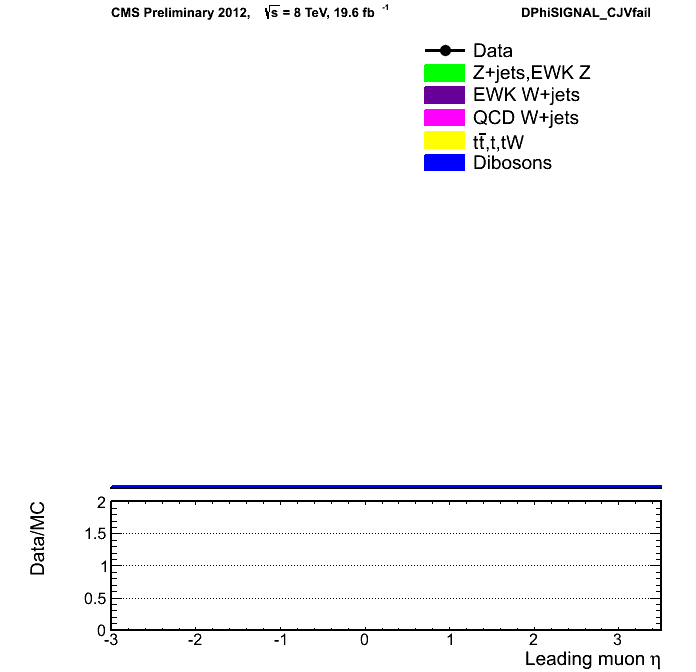 CMS Preliminary 2012, √s = 8 TeV, 19.6 fb⁻¹ DPhiSIGNAL_CJVfail
Data
Z+jets,EWK Z
EWK W+jets
QCD W+jets
tt̅,t,tW
Dibosons
Data/MC
2
1.5
1
0.5
0
-3 -2 -1 0 1 2 3
Leading muon η